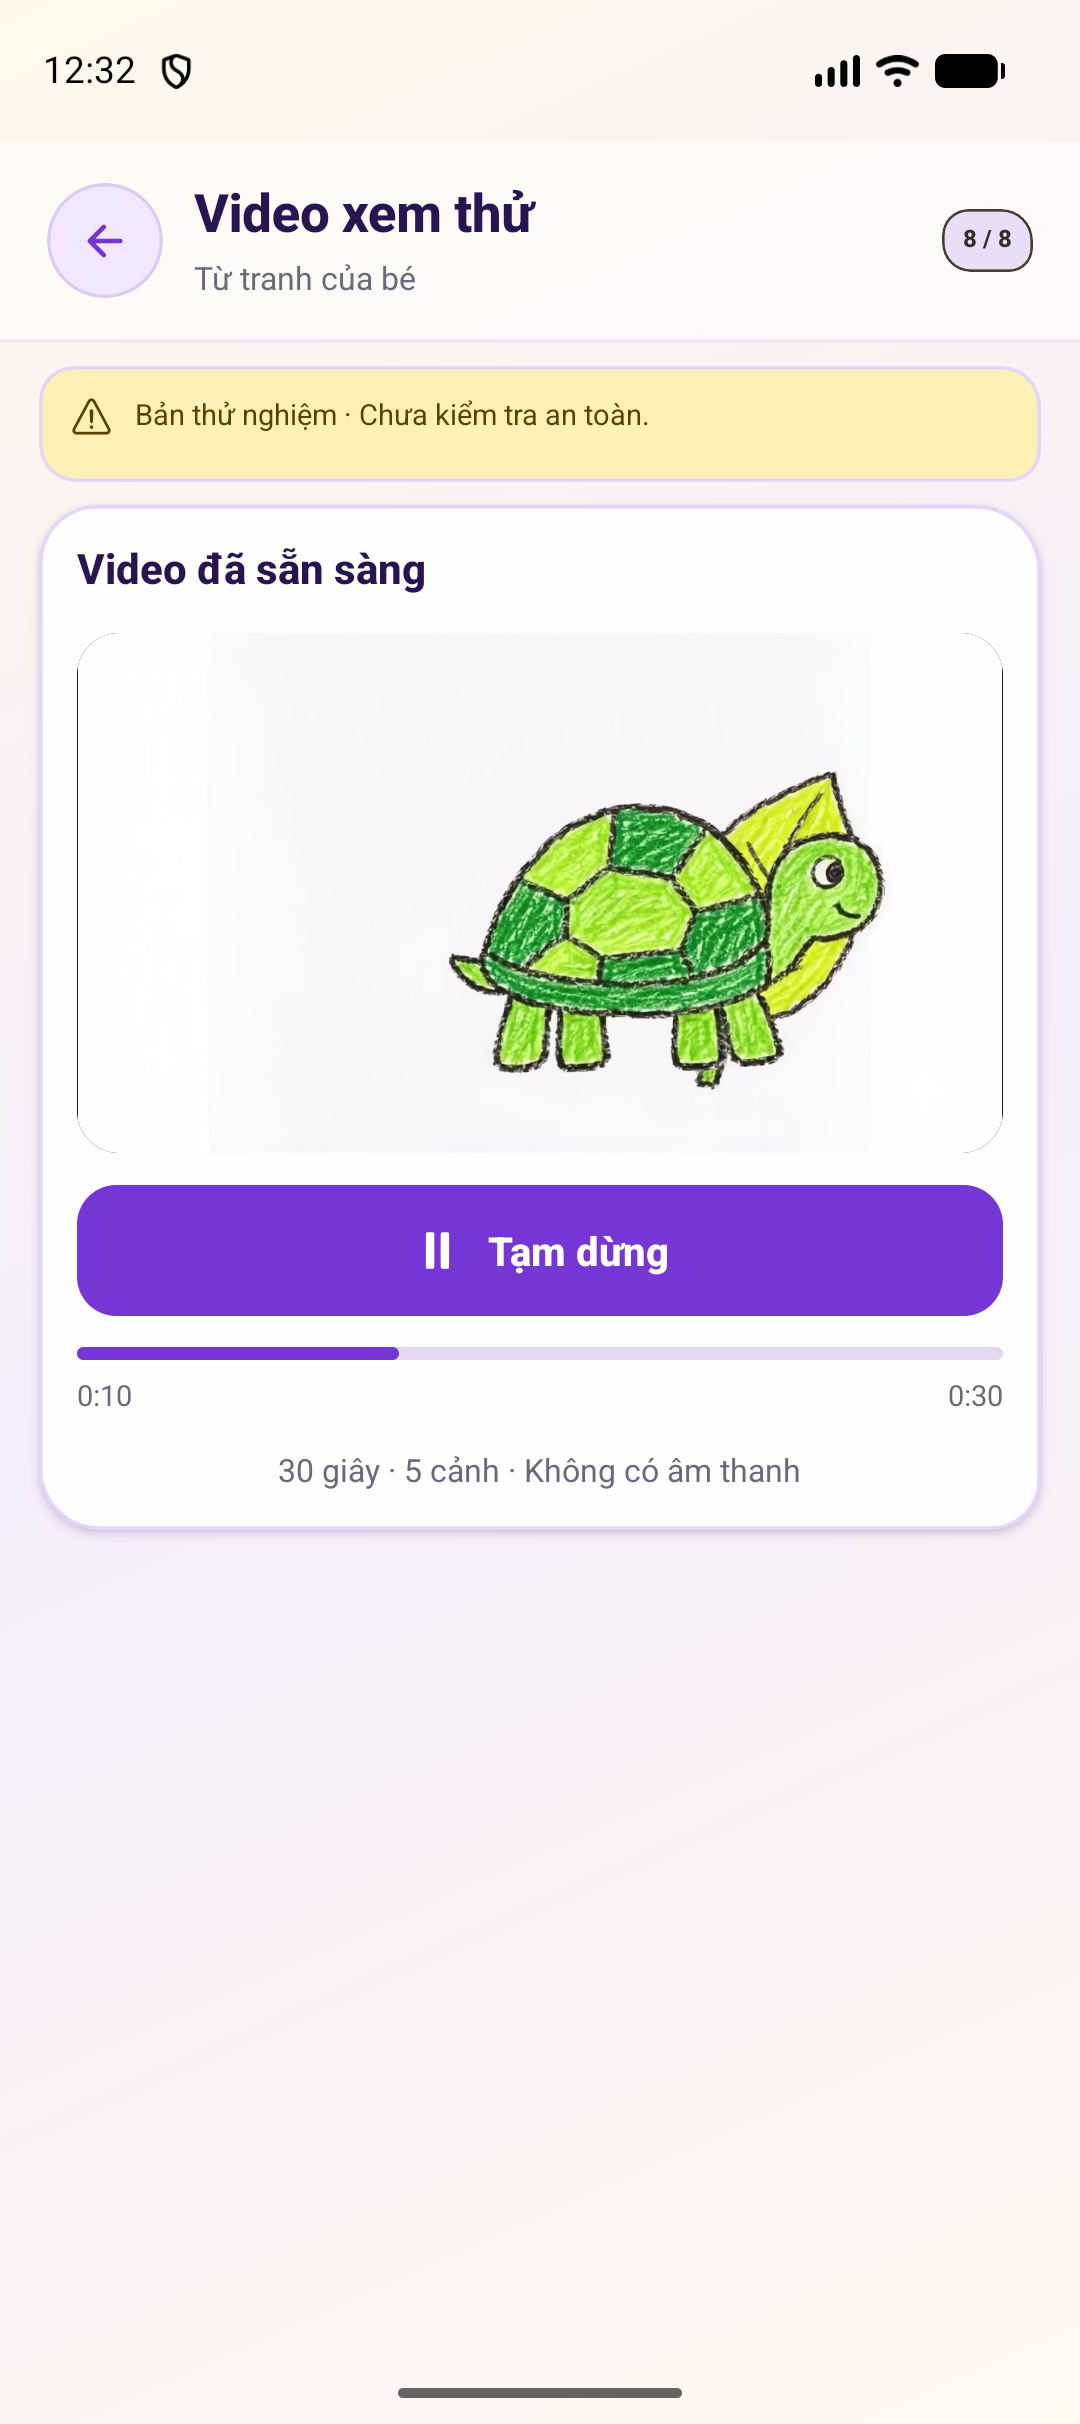 12:32
Video xem thử
Từ tranh của bé
8 / 8
Bản thử nghiệm · Chưa kiểm tra an toàn.
Video đã sẵn sàng
Tạm dừng
0:10
0:30
30 giây · 5 cảnh · Không có âm thanh